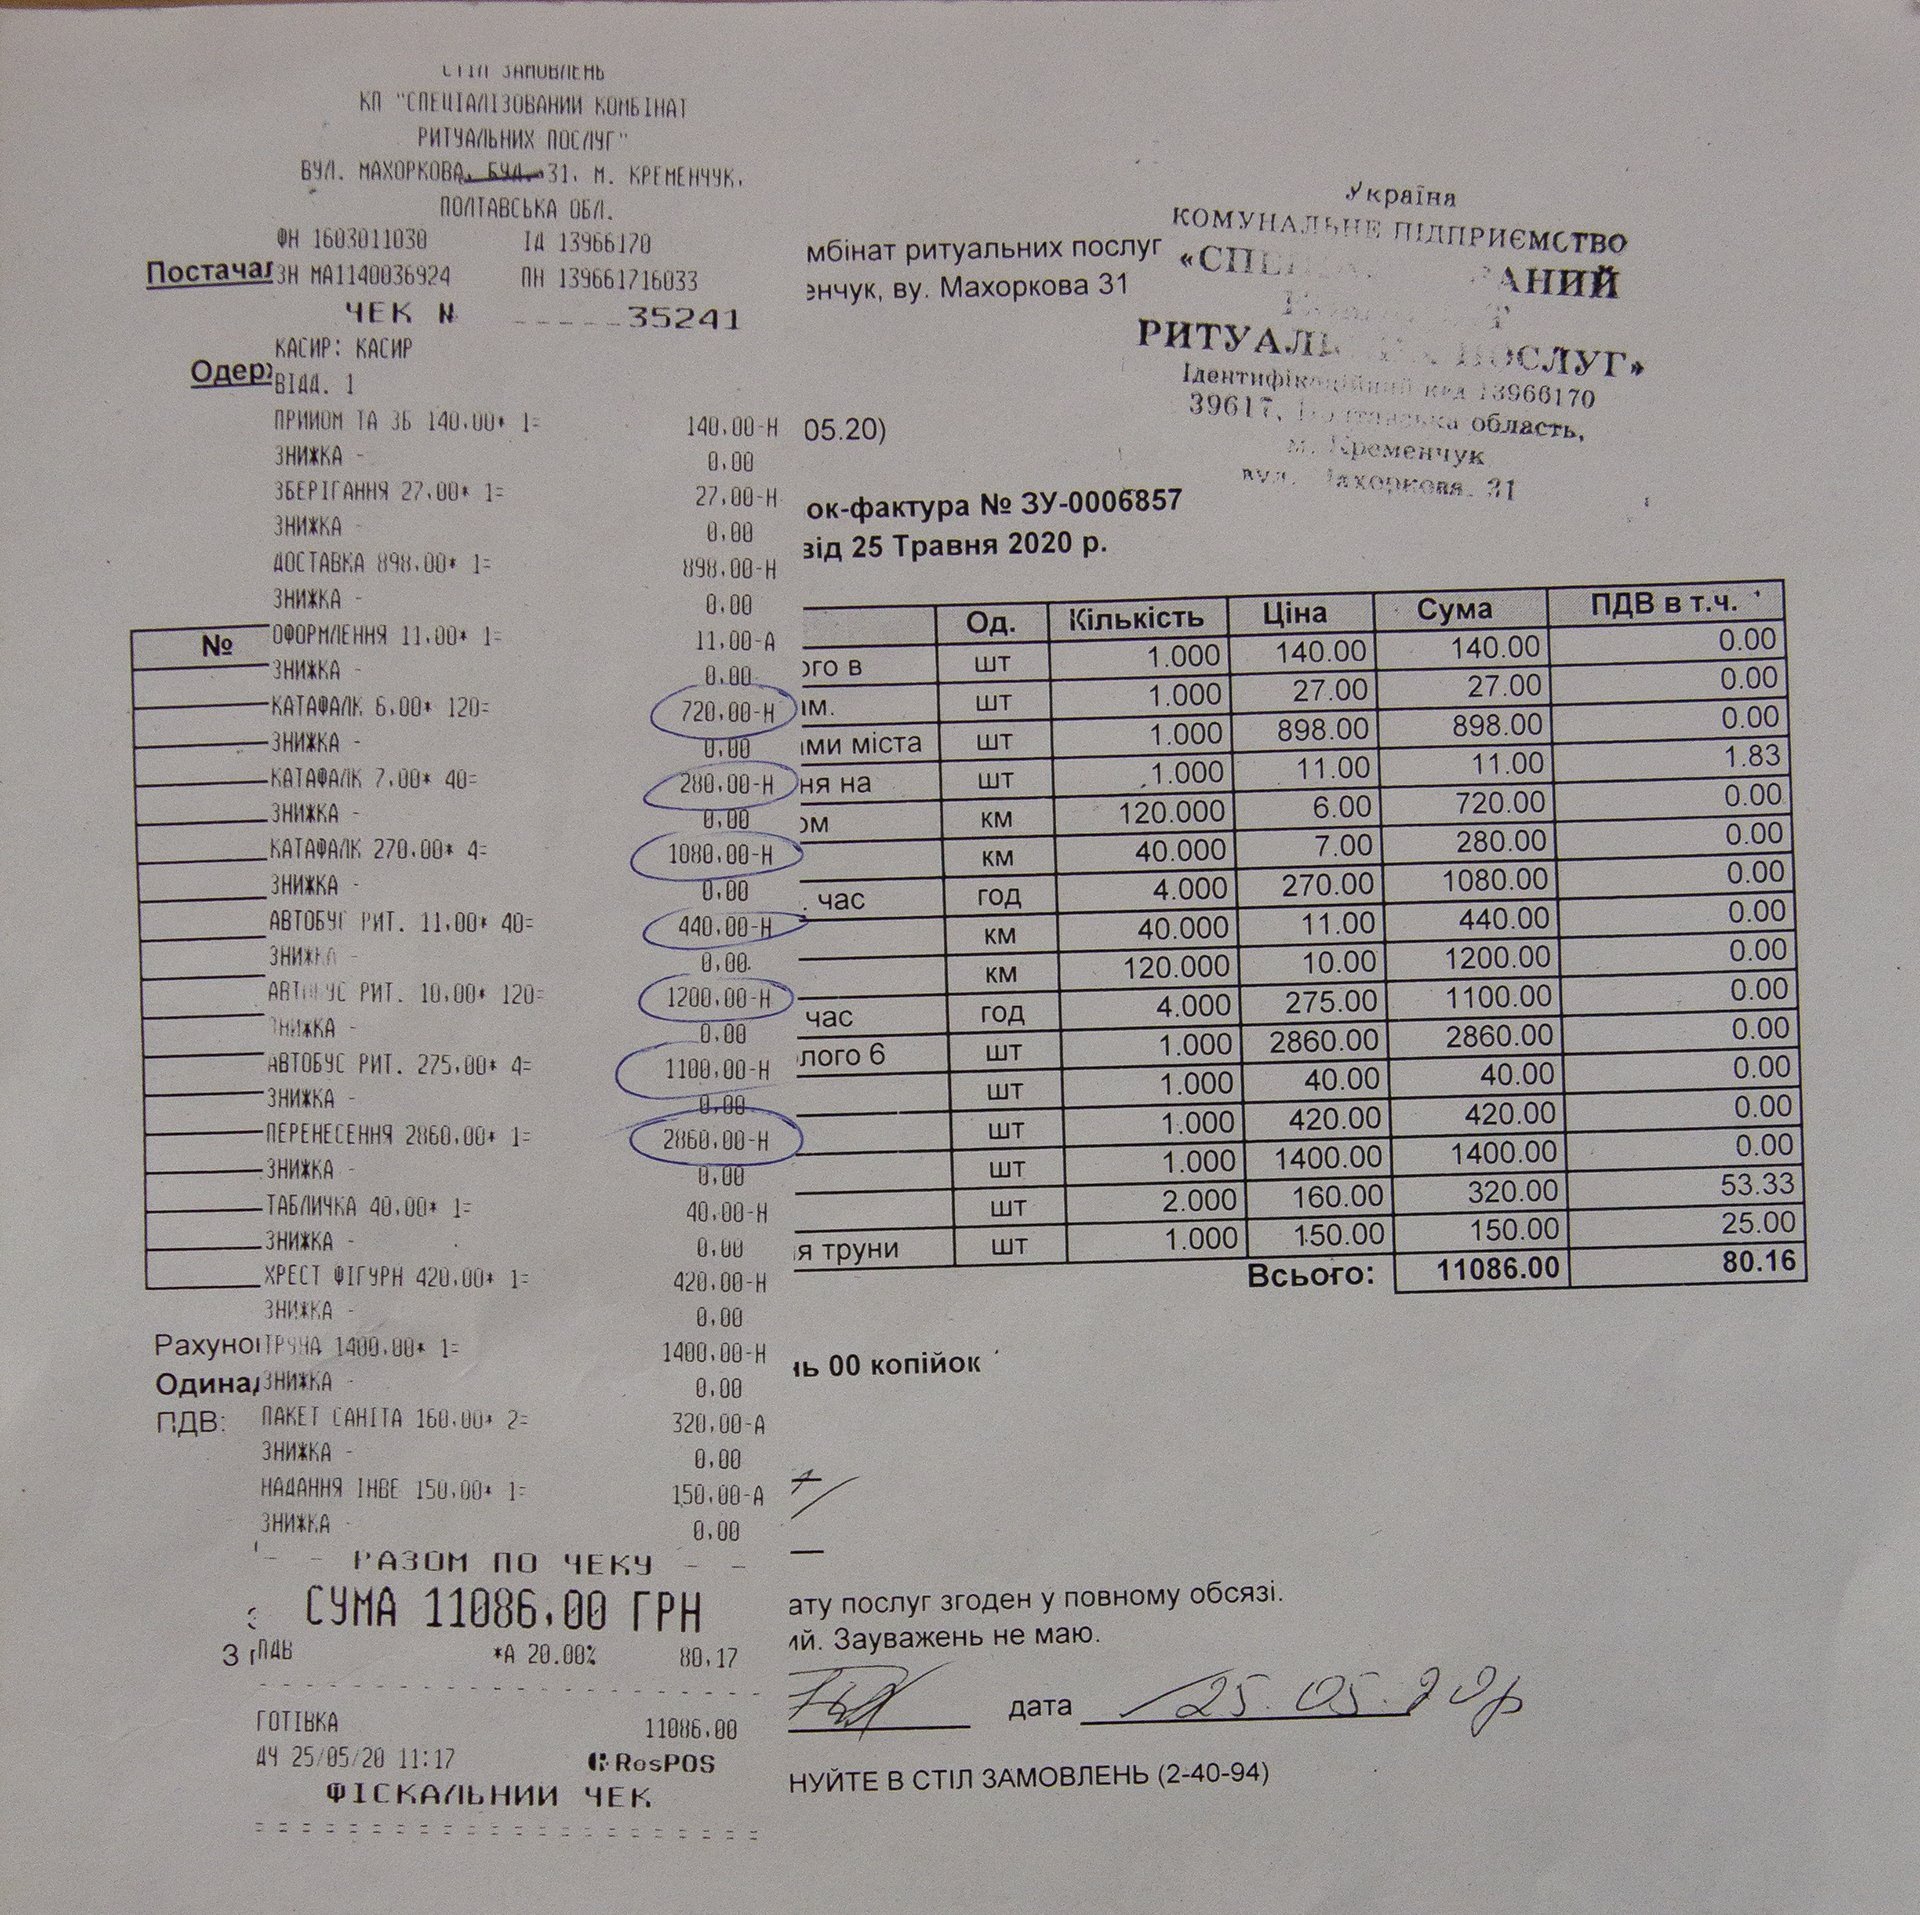 СТІЛ ЗАМОВЛЕНЬ
КП "СПЕЦІАЛІЗОВАНИЙ КОМБІНАТ
РИТУАЛЬНИХ ПОСЛУГ"
ВУЛ. МАХОРКОВА, БУД. 31, М. КРЕМЕНЧУК,
ПОЛТАВСЬКА ОБЛ.
ФН 1603011030 ІД 13966170
ЗН МА1140036924 ПН 139661716033
ЧЕК № 35241
КАСИР: КАСИР
ВІДД. 1
ПРИЙОМ ТА ЗБ 140,00* 1= 140,00-Н
ЗНИЖКА - 0,00
ЗБЕРІГАННЯ 27,00* 1= 27,00-Н
ЗНИЖКА - 0,00
ДОСТАВКА 898,00* 1= 898,00-Н
ЗНИЖКА - 0,00
ОФОРМЛЕННЯ 11,00* 1= 11,00-А
ЗНИЖКА - 0,00
КАТАФАЛК 6,00* 120= 720,00-Н
ЗНИЖКА - 0,00
КАТАФАЛК 7,00* 40= 280,00-Н
ЗНИЖКА - 0,00
КАТАФАЛК 270,00* 4= 1080,00-Н
ЗНИЖКА - 0,00
АВТОБУС РИТ. 11,00* 40= 440,00-Н
ЗНИЖКА - 0,00
АВТОБУС РИТ. 10,00* 120= 1200,00-Н
ЗНИЖКА - 0,00
АВТОБУС РИТ. 275,00* 4= 1100,00-Н
ЗНИЖКА - 0,00
ПЕРЕНЕСЕННЯ 2860,00* 1= 2860,00-Н
ЗНИЖКА - 0,00
ТАБЛИЧКА 40,00* 1= 40,00-Н
ЗНИЖКА - 0,00
ХРЕСТ ФІГУРН 420,00* 1= 420,00-Н
ЗНИЖКА - 0,00
ТРУНА 1400,00* 1= 1400,00-Н
ЗНИЖКА - 0,00
ПАКЕТ САНІТА 160,00* 2= 320,00-А
ЗНИЖКА - 0,00
НАДАННЯ ІНВЕ 150,00* 1= 150,00-А
ЗНИЖКА - 0,00
РАЗОМ ПО ЧЕКУ
СУМА 11086,00 ГРН
ПДВ *А 20.00% 80,17
ГОТІВКА 11086,00
ДЧ 25/05/20 11:17 RosPOS
ФІСКАЛЬНИЙ ЧЕК
Україна
КОМУНАЛЬНЕ ПІДПРИЄМСТВО
РИТУАЛЬНИХ ПОСЛУГ»
Ідентифікаційний код 13966170
39617, Полтавська область,
м. Кременчук
вул. Махоркова, 31
Постачал
мбінат ритуальних послуг
енчук, ву. Махоркова 31
Одерж
05.20)
ок-фактура № ЗУ-0006857
від 25 Травня 2020 р.
№ Од. Кількість Ціна Сума ПДВ в т.ч.
ого в шт 1.000 140.00 140.00 0.00
ім. шт 1.000 27.00 27.00 0.00
ами міста шт 1.000 898.00 898.00 0.00
ня на шт 1.000 11.00 11.00 1.83
ом км 120.000 6.00 720.00 0.00
км 40.000 7.00 280.00 0.00
. час год 4.000 270.00 1080.00 0.00
км 40.000 11.00 440.00 0.00
км 120.000 10.00 1200.00 0.00
час год 4.000 275.00 1100.00 0.00
лого 6 шт 1.000 2860.00 2860.00 0.00
шт 1.000 40.00 40.00 0.00
шт 1.000 420.00 420.00 0.00
шт 1.000 1400.00 1400.00 0.00
шт 2.000 160.00 320.00 53.33
я труни шт 1.000 150.00 150.00 25.00
Всього: 11086.00 80.16
Рахуно
Одинад
нь 00 копійок
ПДВ:
ату послуг згоден у повному обсязі.
ий. Зауважень не маю.
дата 25.05.20р
НУЙТЕ В СТІЛ ЗАМОВЛЕНЬ (2-40-94)